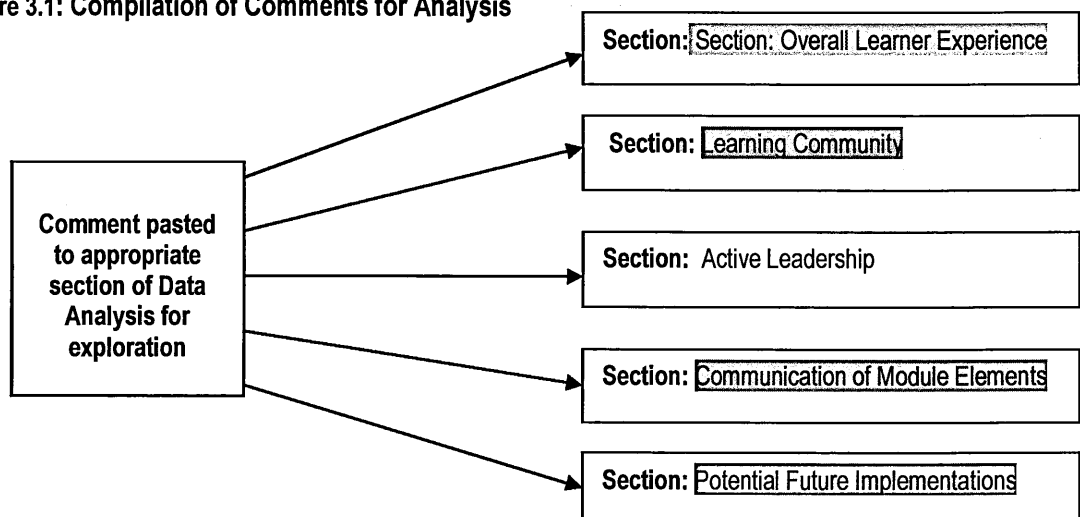 re 3.1: Compilation of Comments for Analysis
Section: Section: Overall Learner Experience
Section: Learning Community
Comment pasted
to appropriate
section of Data
Analysis for
exploration
Section: Active Leadership
Section: Communication of Module Elements
Section: Potential Future Implementations